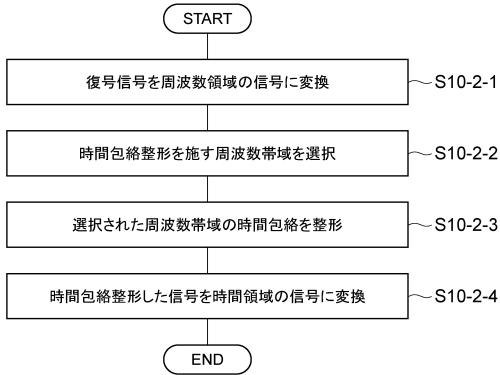 START
復号信号を周波数領域の信号に変換
S10-2-1
時間包絡整形を施す周波数帯域を選択
S10-2-2
選択された周波数帯域の時間包絡を整形
S10-2-3
時間包絡整形した信号を時間領域の信号に変換
S10-2-4
END